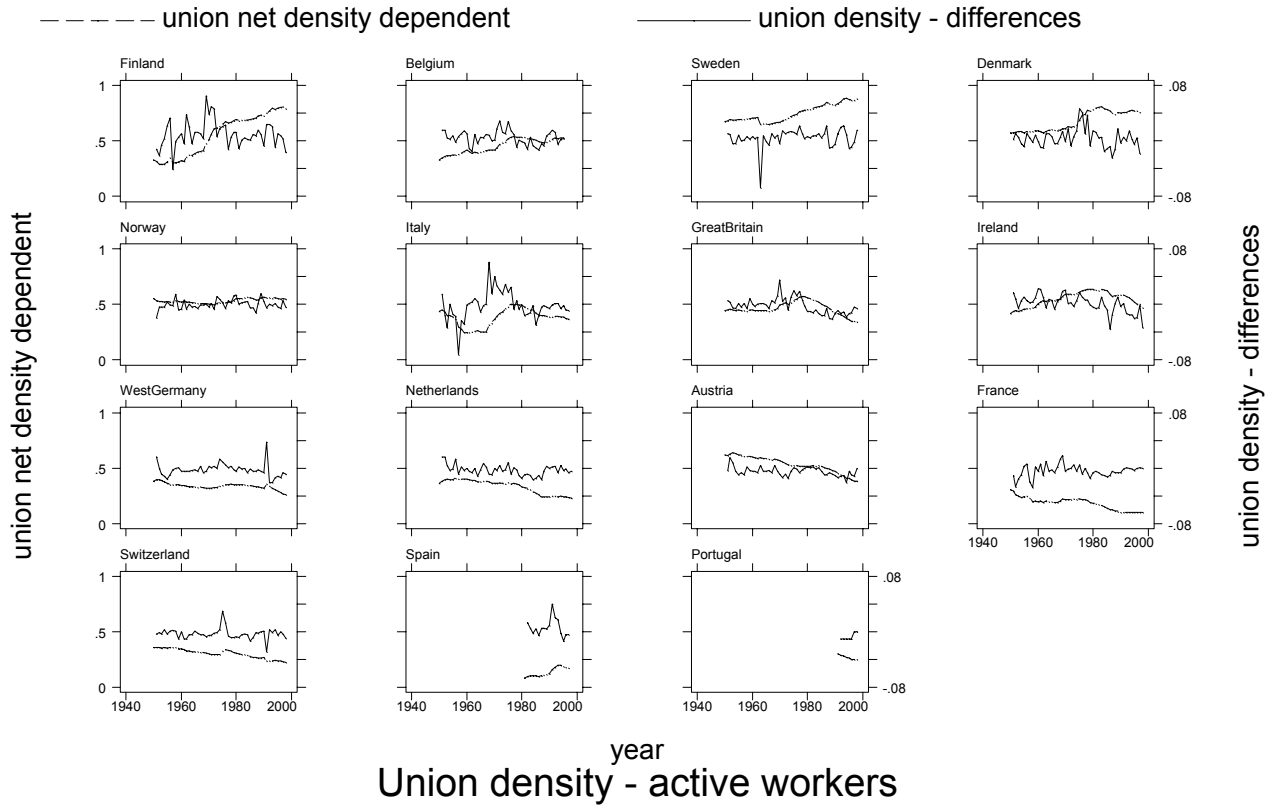 union net density dependent
union density - differences
Finland
Belgium
Sweden
Denmark
1
.5
0
.08
-.08
Norway
Italy
GreatBritain
Ireland
1
.5
0
.08
-.08
WestGermany
Netherlands
Austria
France
1
.5
0
.08
-.08
1940 1960 1980 2000
Switzerland
Spain
Portugal
1
.5
0
.08
-.08
1940 1960 1980 2000
1940 1960 1980 2000
1940 1960 1980 2000
union net density dependent
union density - differences
year
Union density - active workers